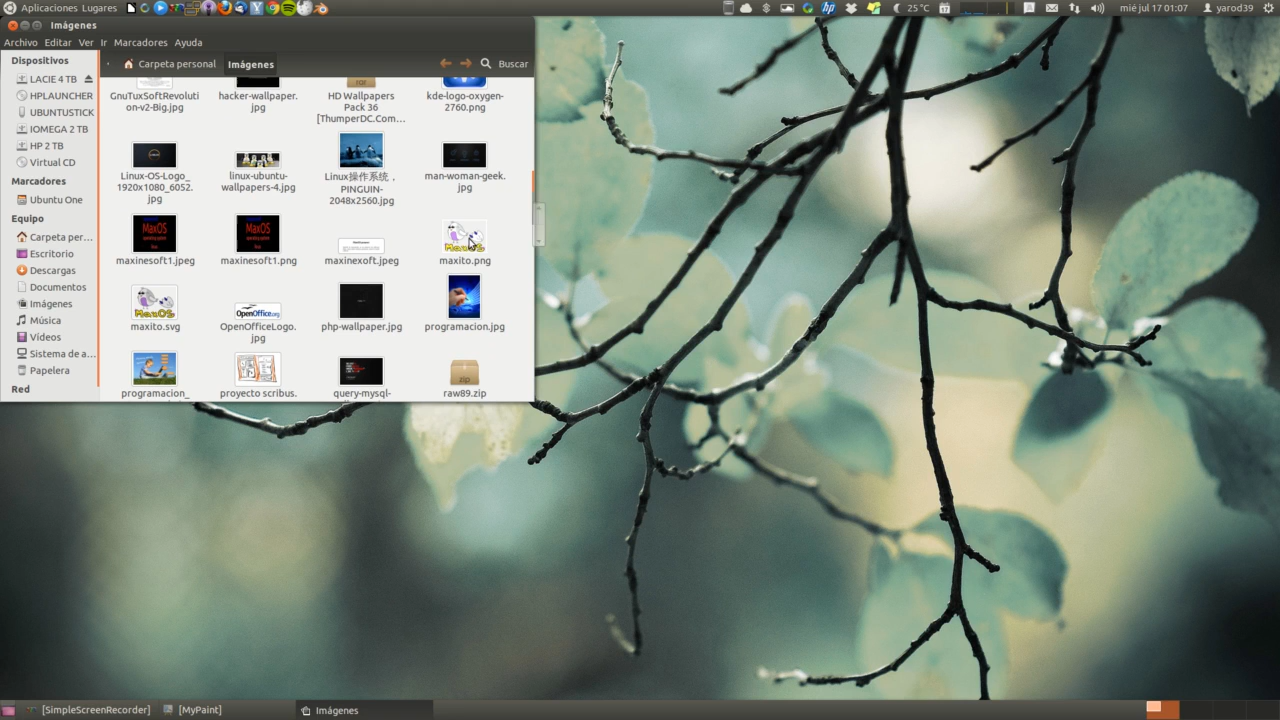 Aplicaciones Lugares
25 °C
mié jul 17 01:07
yarod39
Imágenes
Archivo Editar Ver Ir Marcadores Ayuda
Dispositivos
LACIE 4 TB
HPLAUNCHER
UBUNTUSTICK
IOMEGA 2 TB
HP 2 TB
Virtual CD
Marcadores
Ubuntu One
Equipo
Carpeta per...
Escritorio
Descargas
Documentos
Imágenes
Música
Vídeos
Sistema de a...
Papelera
Red
Carpeta personal
Imágenes
Buscar
GnuTuxSoftRevoluti
on-v2-Big.jpg
hacker-wallpaper.
jpg
HD Wallpapers
Pack 36
[ThumperDC.Com...
kde-logo-oxygen-
2760.png
Linux-OS-Logo_
1920x1080_6052.
jpg
linux-ubuntu-
wallpapers-4.jpg
Linux操作系统，
PINGUIN-
2048x2560.jpg
man-woman-geek.
jpg
MaxOS
maxinesoft1.jpeg
MaxOS
maxinesoft1.png
maxinexoft.jpeg
maxito.png
MaxOS
maxito.svg
OpenOffice.org
OpenOfficeLogo.
jpg
php-wallpaper.jpg
programacion.jpg
programacion_
proyecto scribus.
query-mysql-
zip
raw89.zip
[SimpleScreenRecorder]
[MyPaint]
Imágenes